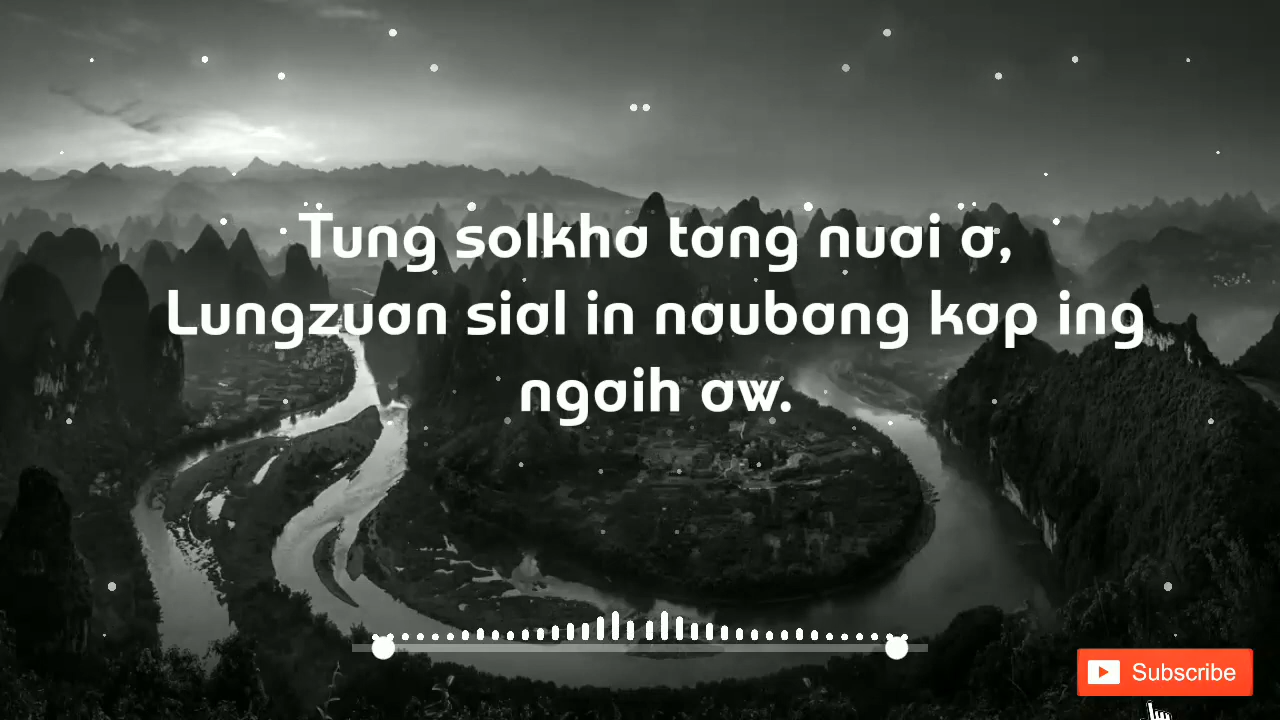 Tung solkha tang nuai a,
Lungzuan sial in naubang kap ing
ngaih aw.
Subscribe